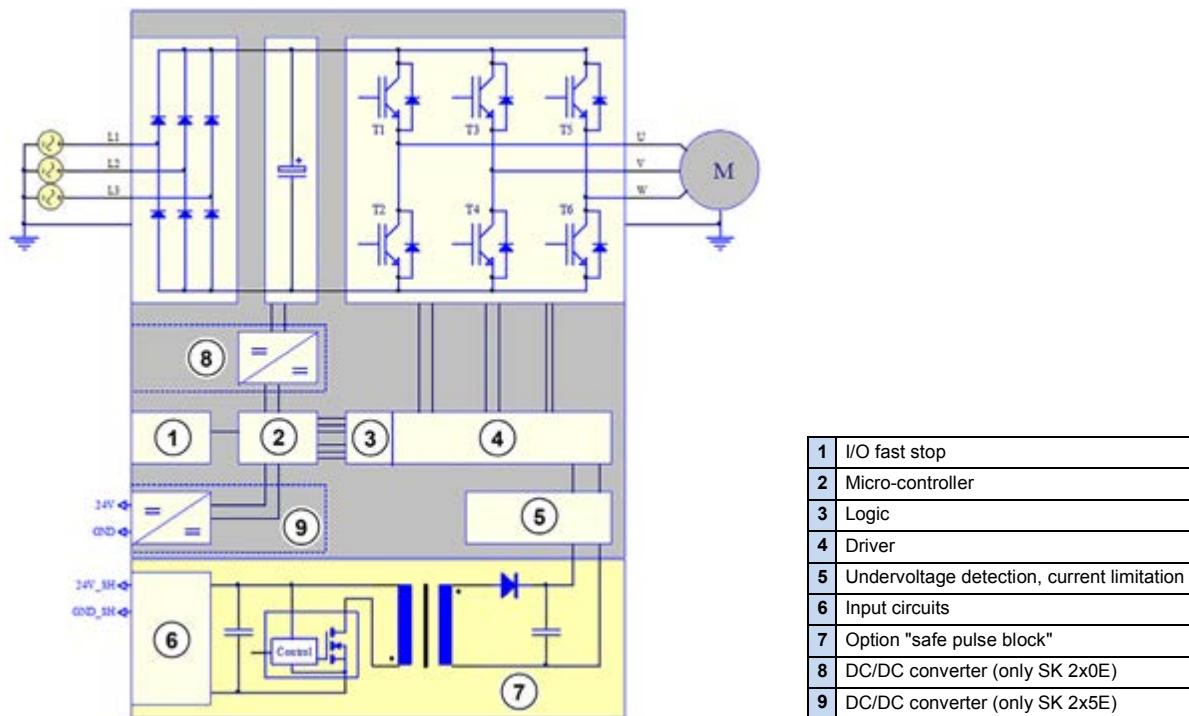 T1 T3 T5
L1
L2
L3
U
V
W
M
T2 T4 T6
8
1 2 3 4
24V
GND
9
5
24V_SH
GND_SH
6
Control
7
1 I/O fast stop
2 Micro-controller
3 Logic
4 Driver
5 Undervoltage detection, current limitation
6 Input circuits
7 Option "safe pulse block"
8 DC/DC converter (only SK 2x0E)
9 DC/DC converter (only SK 2x5E)